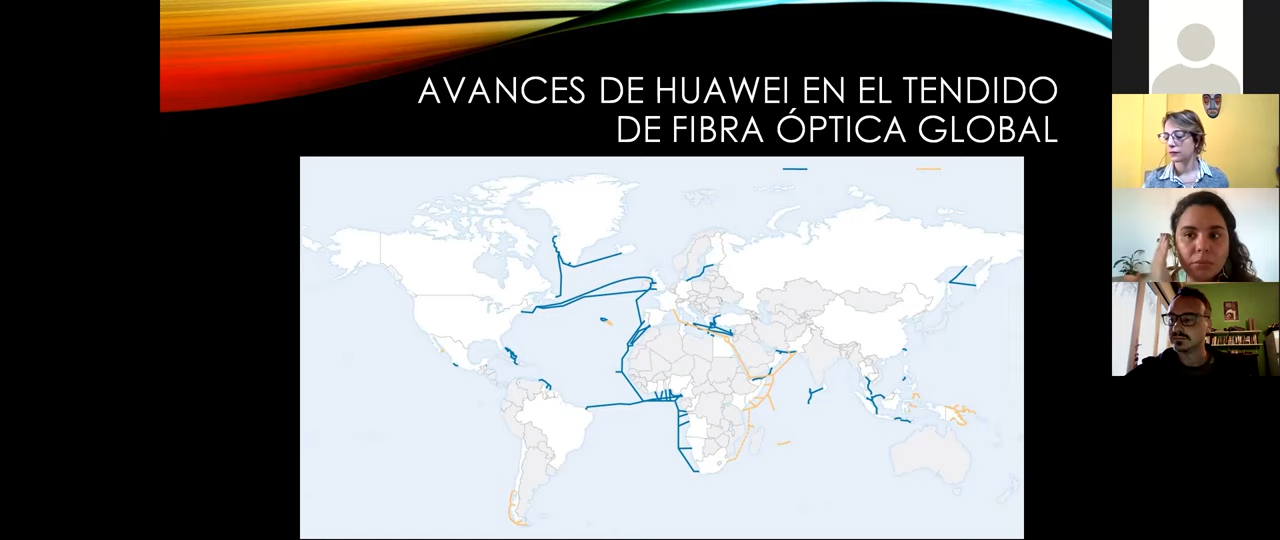 AVANCES DE HUAWEI EN EL TENDIDO
DE FIBRA ÓPTICA GLOBAL